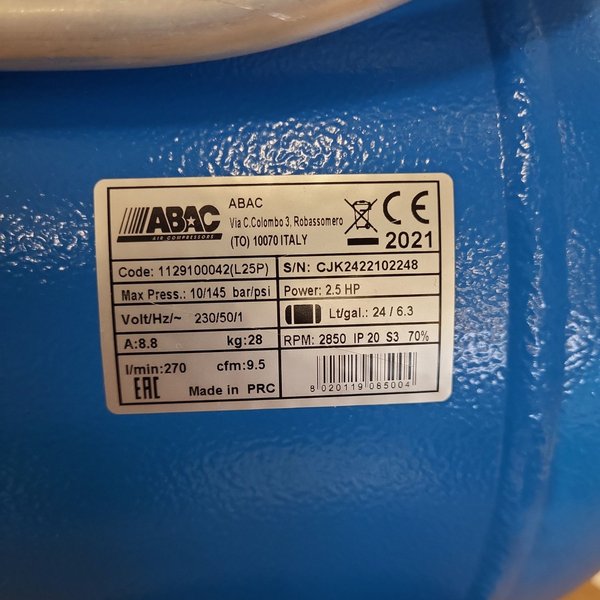 ABAC
AIR COMPRESSORS
ABAC
Via C.Colombo 3, Robassomero
(TO) 10070 ITALY
CE
2021
Code: 1129100042(L25P)
S/N: CJK2422102248
Max Press.: 10/145 bar/psi
Power: 2.5 HP
Volt/Hz/~ 230/50/1
Lt/gal.: 24 / 6.3
A:8.8 kg:28
RPM: 2850 IP 20 S3 70%
l/min:270 cfm:9.5
EAC Made in PRC
8 020119 085004